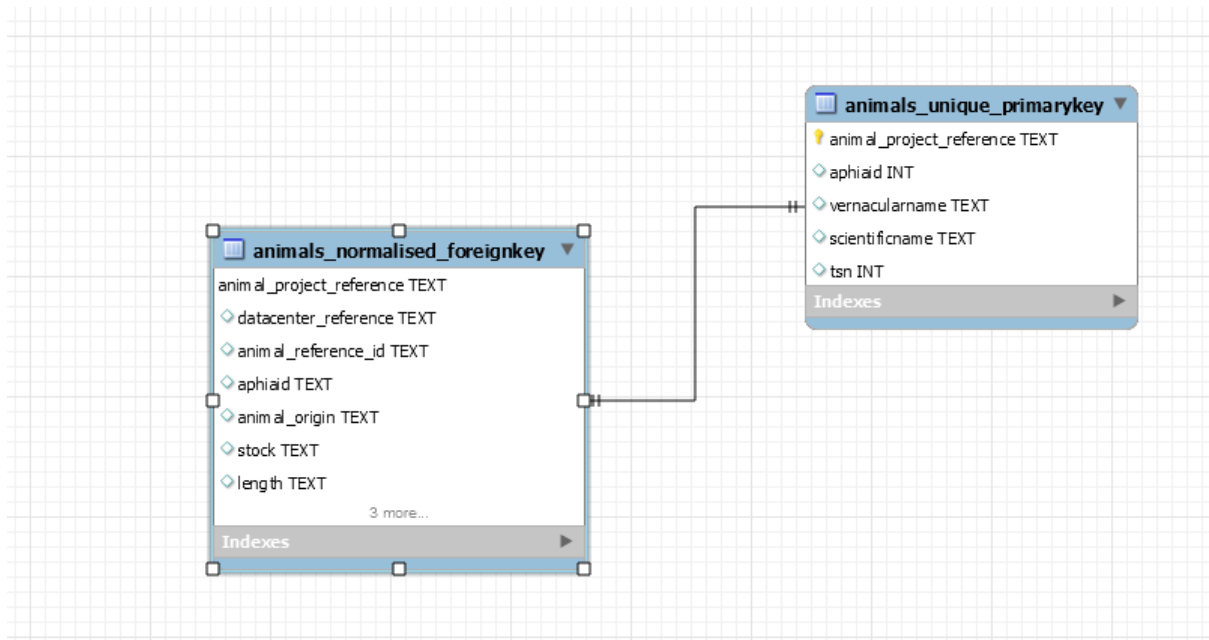 animals_unique_primarykey
animal_project_reference TEXT
aphiaid INT
vernacularname TEXT
scientificname TEXT
tsn INT
Indexes
animals_normalised_foreignkey
animal_project_reference TEXT
datacenter_reference TEXT
animal_reference_id TEXT
aphiaid TEXT
animal_origin TEXT
stock TEXT
length TEXT
3 more...
Indexes